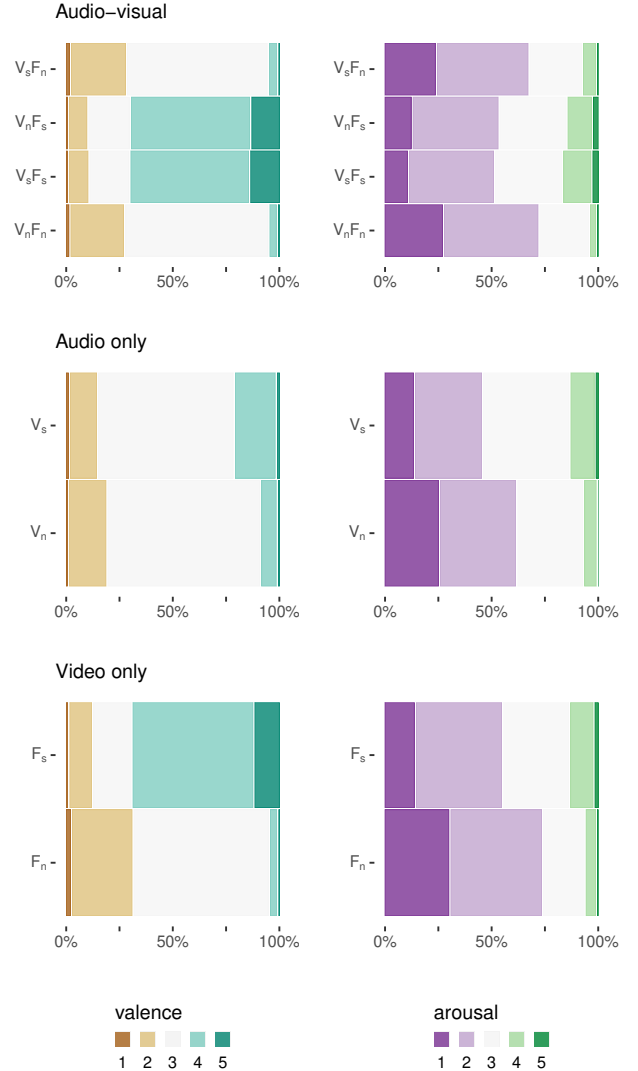 Audio−visual
VₛFₙ VₛFₙ
VₙFₛ VₙFₛ
VₛFₛ VₛFₛ
VₙFₙ VₙFₙ
0% 50% 100% 0% 50% 100%
Audio only
Vₛ Vₛ
Vₙ Vₙ
0% 50% 100% 0% 50% 100%
Video only
Fₛ Fₛ
Fₙ Fₙ
0% 50% 100% 0% 50% 100%
valence arousal
1 2 3 4 5 1 2 3 4 5